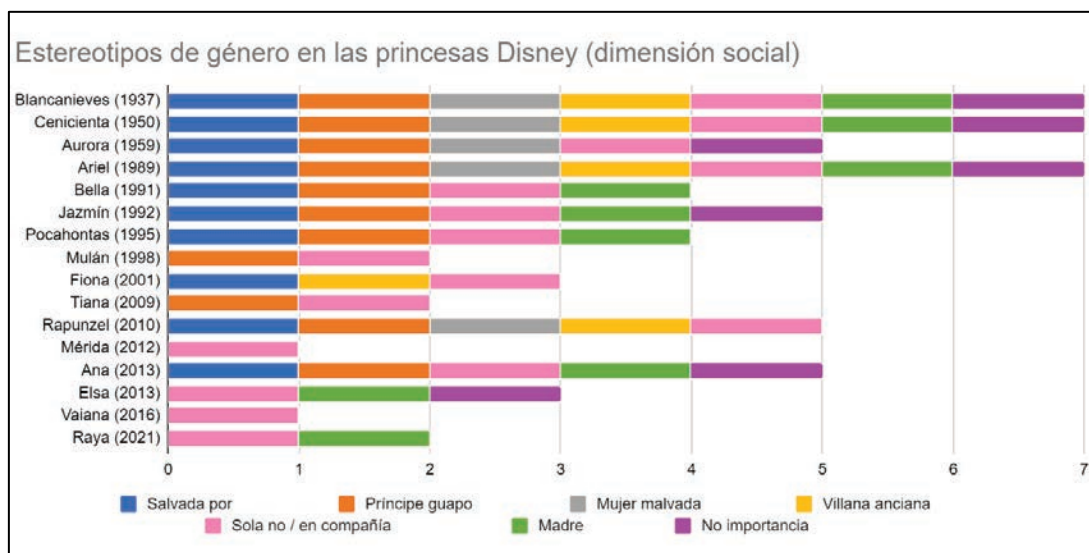 Estereotipos de género en las princesas Disney (dimensión social)
Blancanieves (1937)
Cenicienta (1950)
Aurora (1959)
Ariel (1989)
Bella (1991)
Jazmín (1992)
Pocahontas (1995)
Mulán (1998)
Fiona (2001)
Tiana (2009)
Rapunzel (2010)
Mérida (2012)
Ana (2013)
Elsa (2013)
Vaiana (2016)
Raya (2021)
0 1 2 3 4 5 6 7
Salvada por Príncipe guapo Mujer malvada Villana anciana
Sola no / en compañía Madre No importancia